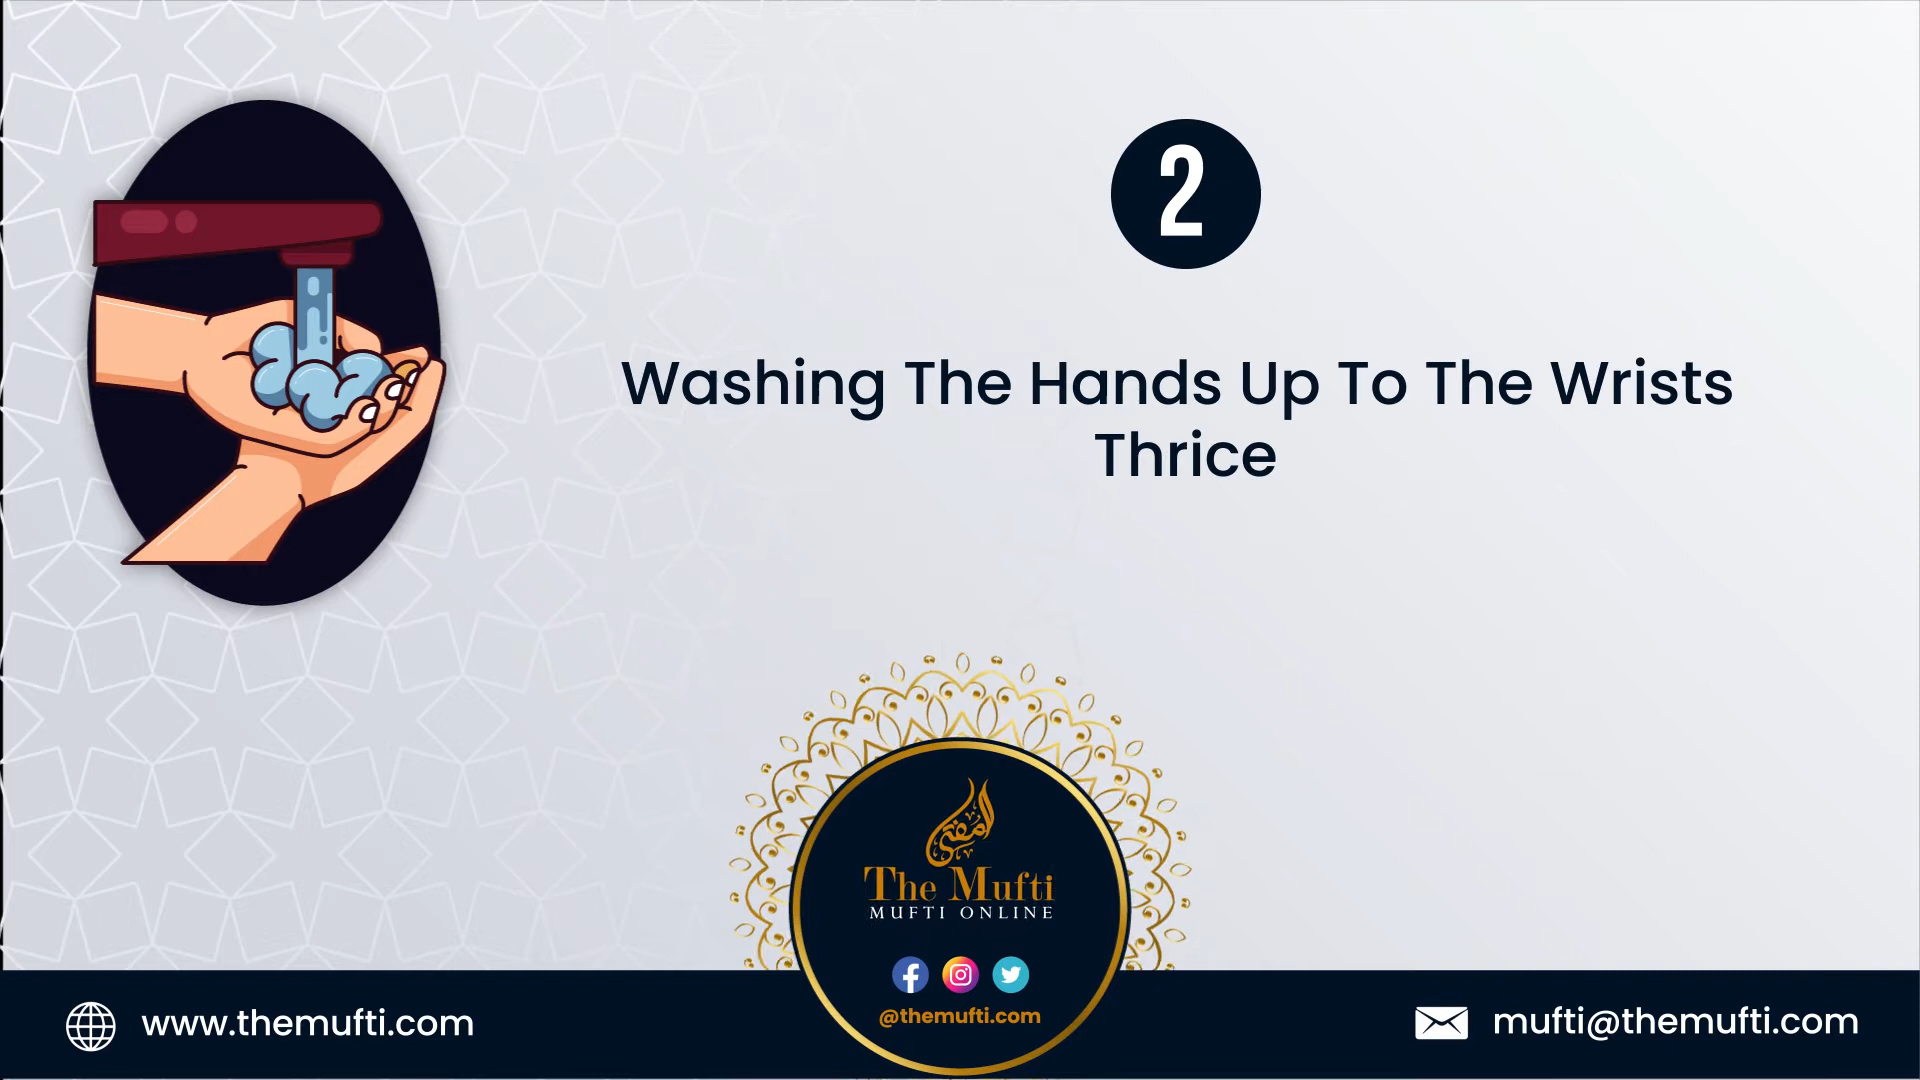 2
Washing The Hands Up To The Wrists
Thrice
المفتي
The Mufti
MUFTI ONLINE
@themufti.com
www.themufti.com
mufti@themufti.com